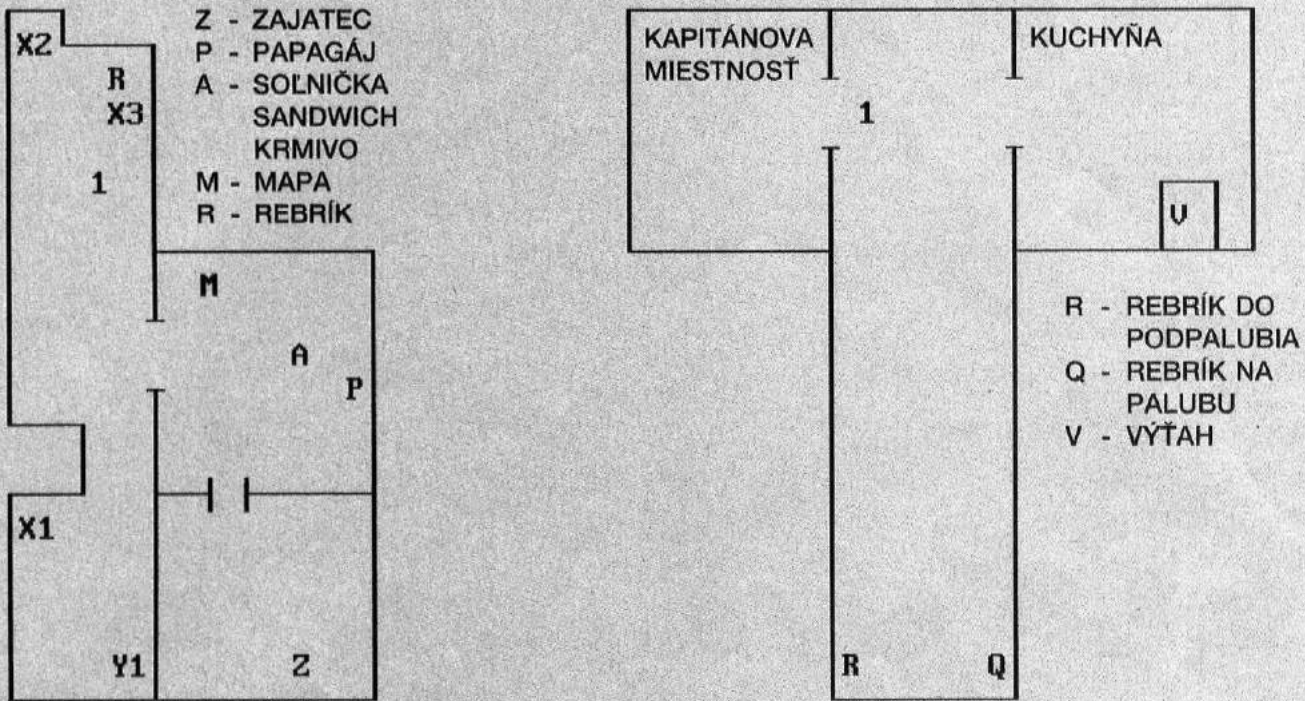 Z - ZAJATEC
P - PAPAGÁJ
A - SOĽNIČKA
SANDWICH
KRMIVO
M - MAPA
R - REBRÍK
X2
R
X3
1
M
A
P
X1
Y1
Z
KAPITÁNOVA
MIESTNOSŤ
KUCHYŇA
1
V
R - REBRÍK DO
PODPALUBIA
Q - REBRÍK NA
PALUBU
V - VÝŤAH
R
Q